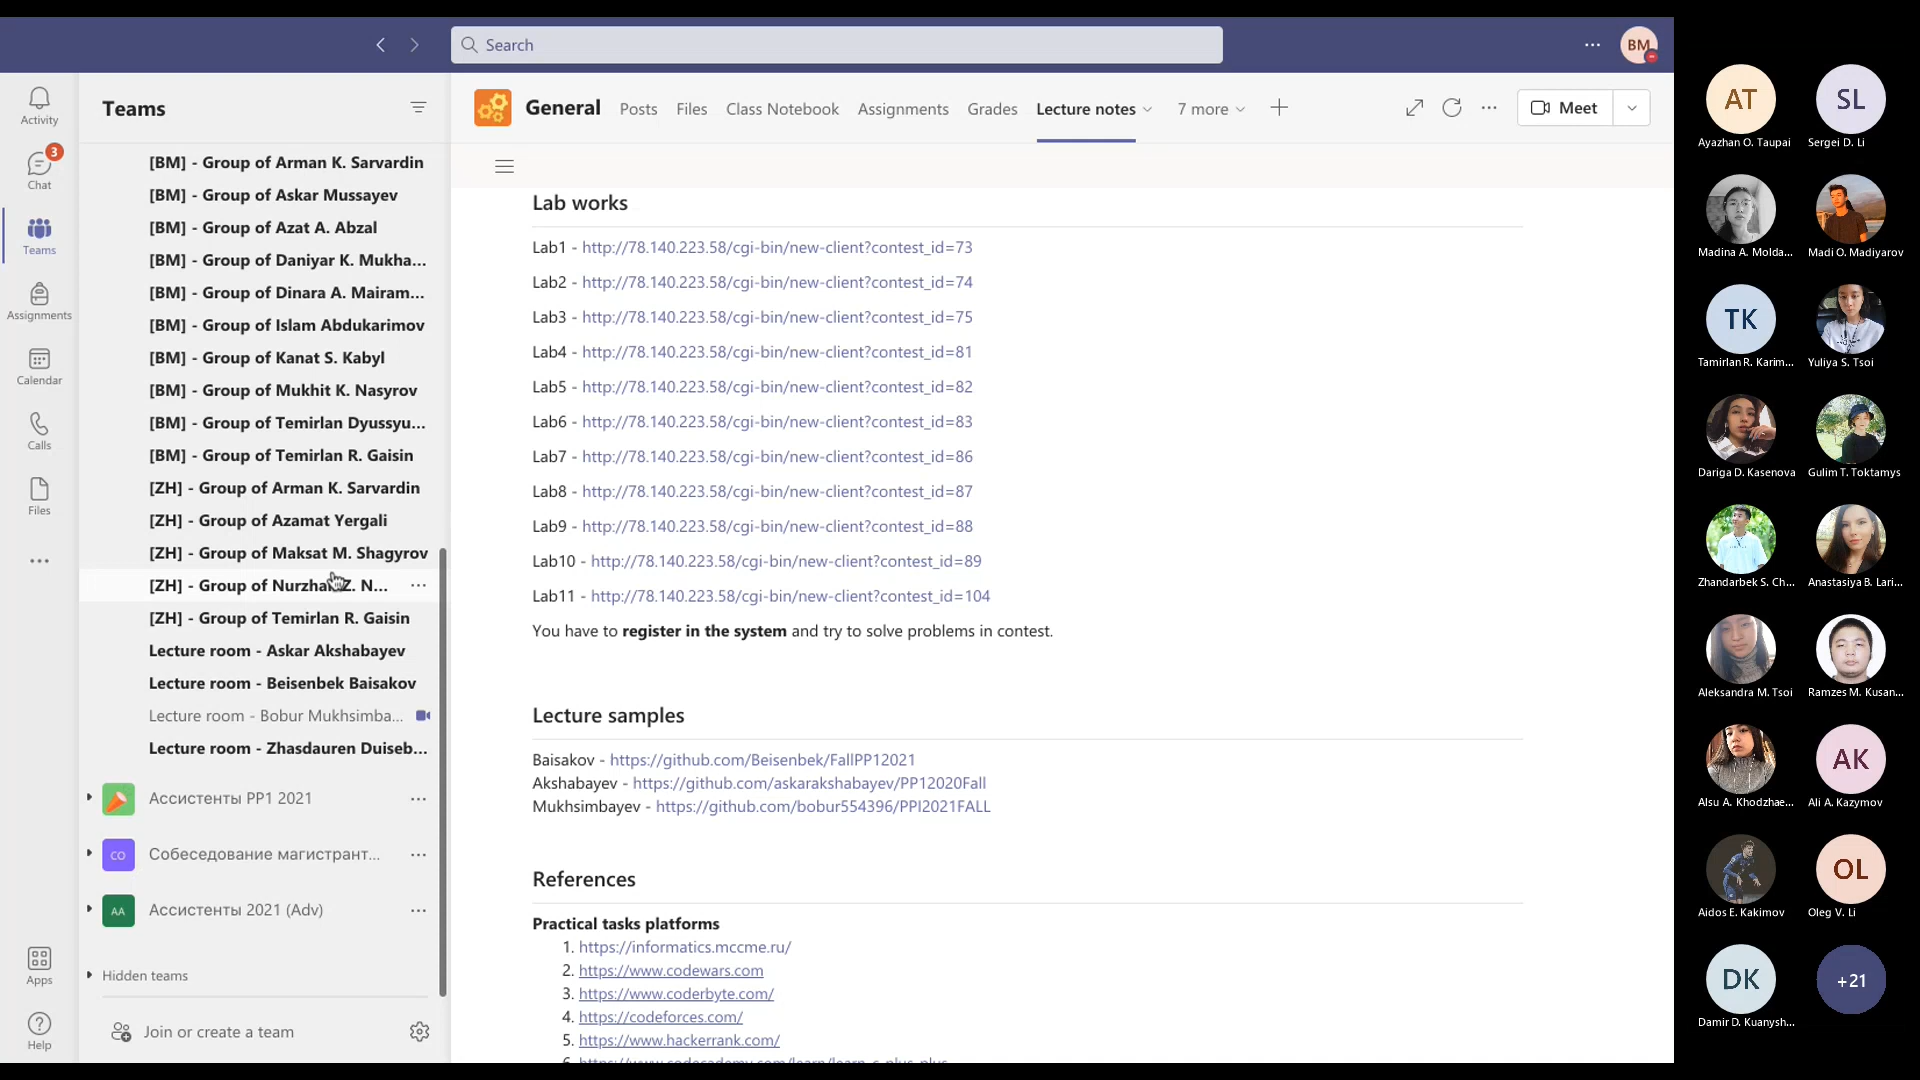 Search
BM
Activity
3
Chat
Teams
Assignments
Calendar
Calls
Files
Apps
Help
Teams
[BM] - Group of Arman K. Sarvardin
[BM] - Group of Askar Mussayev
[BM] - Group of Azat A. Abzal
[BM] - Group of Daniyar K. Mukha...
[BM] - Group of Dinara A. Mairam...
[BM] - Group of Islam Abdukarimov
[BM] - Group of Kanat S. Kabyl
[BM] - Group of Mukhit K. Nasyrov
[BM] - Group of Temirlan Dyussyu...
[BM] - Group of Temirlan R. Gaisin
[ZH] - Group of Arman K. Sarvardin
[ZH] - Group of Azamat Yergali
[ZH] - Group of Maksat M. Shagyrov
[ZH] - Group of Nurzhan Z. N...
[ZH] - Group of Temirlan R. Gaisin
Lecture room - Askar Akshabayev
Lecture room - Beisenbek Baisakov
Lecture room - Bobur Mukhsimba...
Lecture room - Zhasdauren Duiseb...
Ассистенты PP1 2021
CO Собеседование магистрант...
AA Ассистенты 2021 (Adv)
Hidden teams
Join or create a team
General Posts Files Class Notebook Assignments Grades Lecture notes 7 more Meet
Lab works
Lab1 - http://78.140.223.58/cgi-bin/new-client?contest_id=73
Lab2 - http://78.140.223.58/cgi-bin/new-client?contest_id=74
Lab3 - http://78.140.223.58/cgi-bin/new-client?contest_id=75
Lab4 - http://78.140.223.58/cgi-bin/new-client?contest_id=81
Lab5 - http://78.140.223.58/cgi-bin/new-client?contest_id=82
Lab6 - http://78.140.223.58/cgi-bin/new-client?contest_id=83
Lab7 - http://78.140.223.58/cgi-bin/new-client?contest_id=86
Lab8 - http://78.140.223.58/cgi-bin/new-client?contest_id=87
Lab9 - http://78.140.223.58/cgi-bin/new-client?contest_id=88
Lab10 - http://78.140.223.58/cgi-bin/new-client?contest_id=89
Lab11 - http://78.140.223.58/cgi-bin/new-client?contest_id=104
You have to register in the system and try to solve problems in contest.
Lecture samples
Baisakov - https://github.com/Beisenbek/FallPP12021
Akshabayev - https://github.com/askarakshabayev/PP12020Fall
Mukhsimbayev - https://github.com/bobur554396/PPI2021FALL
References
Practical tasks platforms
1. https://informatics.mccme.ru/
2. https://www.codewars.com
3. https://www.coderbyte.com/
4. https://codeforces.com/
5. https://www.hackerrank.com/
6. https://www.codecademy.com/learn/learn-c-plus-plus
AT SL
Ayazhan O. Taupai Sergei D. Li
Madina A. Molda... Madi O. Madiyarov
TK
Tamirlan R. Karim... Yuliya S. Tsoi
Dariga D. Kasenova Gulim T. Toktamys
Zhandarbek S. Ch... Anastasiya B. Lari...
Aleksandra M. Tsoi Ramzes M. Kusan...
AK
Alsu A. Khodzhae... Ali A. Kazymov
OL
Aidos E. Kakimov Oleg V. Li
DK +21
Damir D. Kuanysh...